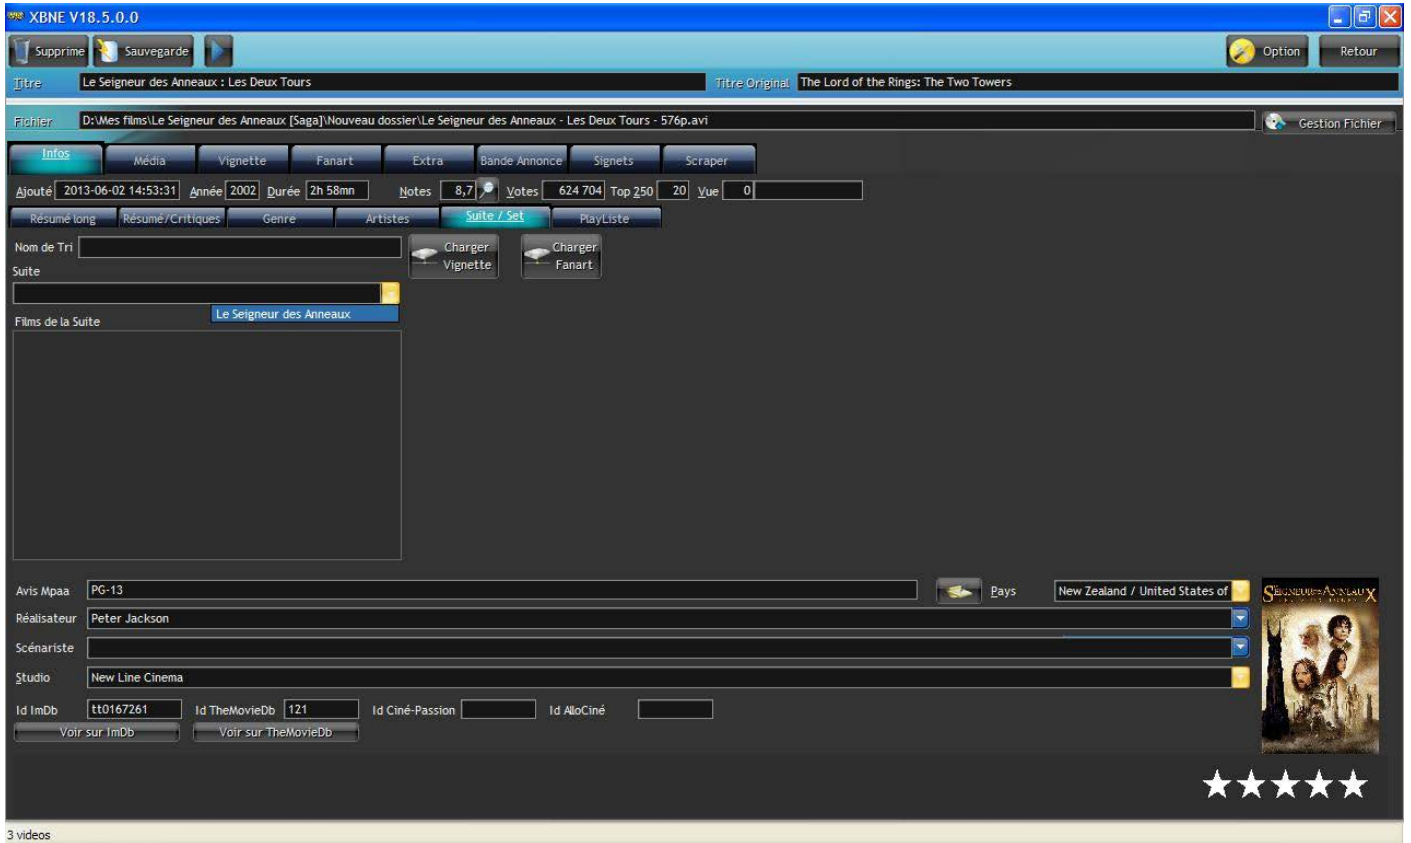 XBNE V18.5.0.0
Supprime Sauvegarde Option Retour
Titre Le Seigneur des Anneaux : Les Deux Tours Titre Original The Lord of the Rings: The Two Towers
Fichier D:\Mes films\Le Seigneur des Anneaux [Saga]\Nouveau dossier\Le Seigneur des Anneaux - Les Deux Tours - 576p.avi Gestion Fichier
Infos Média Vignette Fanart Extra Bande Annonce Signets Scraper
Ajouté 2013-06-02 14:53:31 Année 2002 Durée 2h 58mn Notes 8,7 Votes 624 704 Top 250 20 Vue 0
Résumé long Résumé/Critiques Genre Artistes Suite / Set PlayListe
Nom de Tri Charger Vignette Charger Fanart
Suite
Le Seigneur des Anneaux
Films de la Suite
Avis Mpaa PG-13 Pays New Zealand / United States of
Réalisateur Peter Jackson
Scénariste
Studio New Line Cinema
Id ImDb tt0167261 Id TheMovieDb 121 Id Ciné-Passion Id AlloCiné
Voir sur ImDb Voir sur TheMovieDb
3 videos